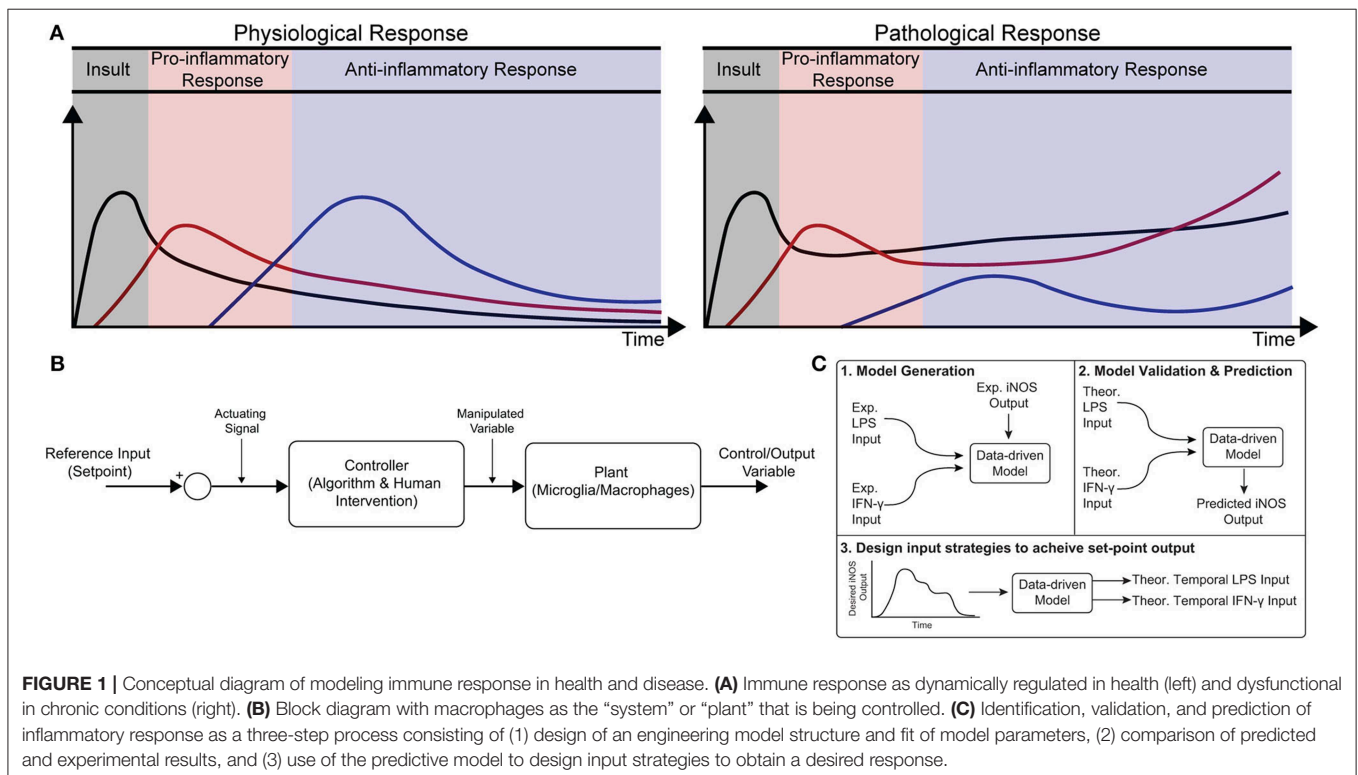 A
Physiological Response
Insult
Pro-inflammatory
Response
Anti-inflammatory Response
Time
Pathological Response
Insult
Pro-inflammatory
Response
Anti-inflammatory Response
Time
B
Reference Input
(Setpoint)
+
Actuating
Signal
Controller
(Algorithm & Human
Intervention)
Manipulated
Variable
Plant
(Microglia/Macrophages)
Control/Output
Variable
C
1. Model Generation
Exp.
LPS
Input
Exp. iNOS
Output
Data-driven
Model
Exp.
IFN-γ
Input
2. Model Validation & Prediction
Theor.
LPS
Input
Data-driven
Model
Theor.
IFN-γ
Input
Predicted iNOS
Output
3. Design input strategies to acheive set-point output
Desired iNOS
Output
Time
Data-driven
Model
Theor. Temporal LPS Input
Theor. Temporal IFN-γ Input
FIGURE 1 | Conceptual diagram of modeling immune response in health and disease. (A) Immune response as dynamically regulated in health (left) and dysfunctional
in chronic conditions (right). (B) Block diagram with macrophages as the “system” or “plant” that is being controlled. (C) Identification, validation, and prediction of
inflammatory response as a three-step process consisting of (1) design of an engineering model structure and fit of model parameters, (2) comparison of predicted
and experimental results, and (3) use of the predictive model to design input strategies to obtain a desired response.